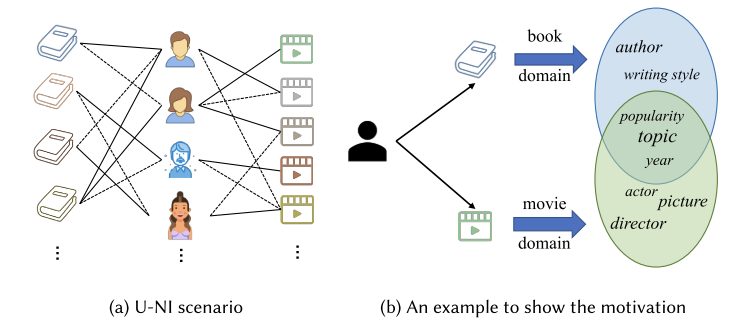 book
domain
author
writing style
popularity
topic
year
actor
picture
director
movie
domain
(a) U-NI scenario
(b) An example to show the motivation